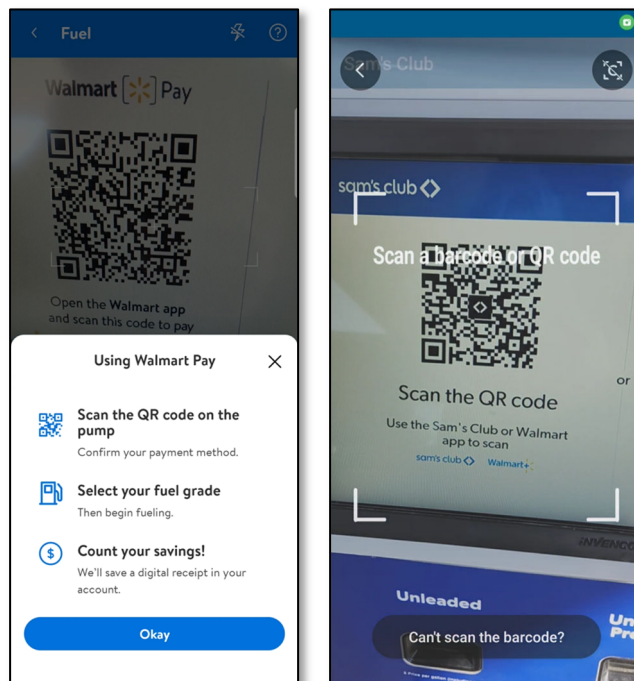 Fuel
Walmart Pay
Open the Walmart app
and scan this code to pay
Using Walmart Pay
Scan the QR code on the
pump
Confirm your payment method.
Select your fuel grade
Then begin fueling.
Count your savings!
We'll save a digital receipt in your
account.
Okay
Sam's Club
sam's club
Scan a barcode or QR code
Scan the QR code
or
Use the Sam's Club or Walmart
app to scan
sam's club Walmart+
INVENCO
Unleaded
Can't scan the barcode?